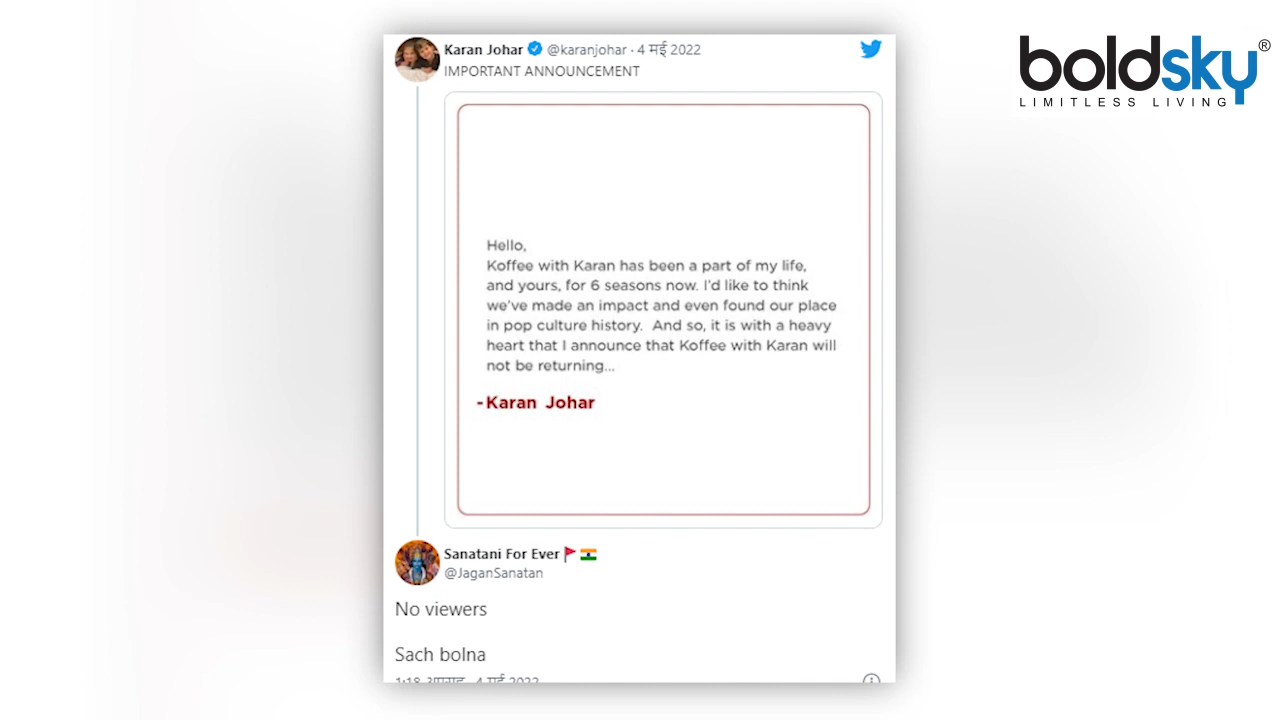 Karan Johar @karanjohar · 4 मई 2022
IMPORTANT ANNOUNCEMENT
boldsky®
LIMITLESS LIVING
Hello,
Koffee with Karan has been a part of my life,
and yours, for 6 seasons now. I'd like to think
we've made an impact and even found our place
in pop culture history. And so, it is with a heavy
heart that I announce that Koffee with Karan will
not be returning...
-Karan Johar
Sanatani For Ever
@JaganSanatan
No viewers
Sach bolna
1:18 अपराह्न · 4 मई 2022